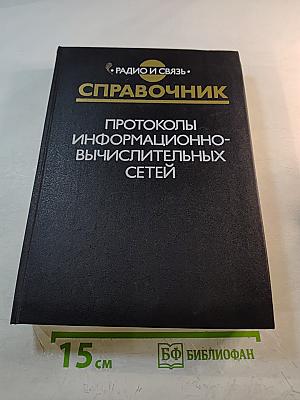 • РАДИО И СВЯЗЬ •
СПРАВОЧНИК
ПРОТОКОЛЫ
ИНФОРМАЦИОННО-
ВЫЧИСЛИТЕЛЬНЫХ
СЕТЕЙ
15 см
БФ БИБЛИОФАН